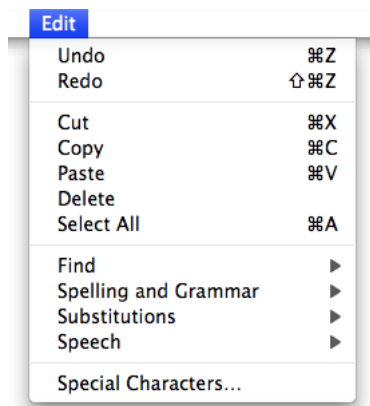 Edit
Undo ⌘Z
Redo ⇧⌘Z
Cut ⌘X
Copy ⌘C
Paste ⌘V
Delete
Select All ⌘A
Find ▶
Spelling and Grammar ▶
Substitutions ▶
Speech ▶
Special Characters...